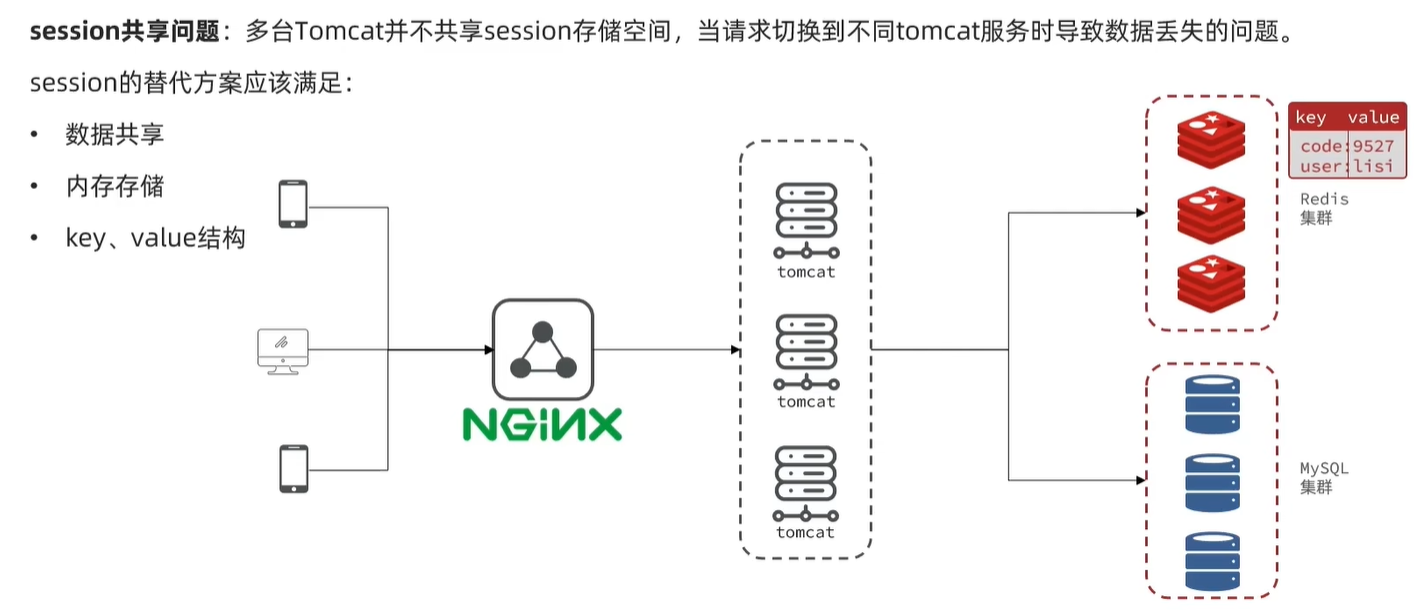 session共享问题：多台Tomcat并不共享session存储空间，当请求切换到不同tomcat服务时导致数据丢失的问题。
session的替代方案应该满足：
• 数据共享
• 内存存储
• key、value结构
NGiNX
tomcat
tomcat
tomcat
key value
code:9527
user:lisi
Redis
集群
MySQL
集群